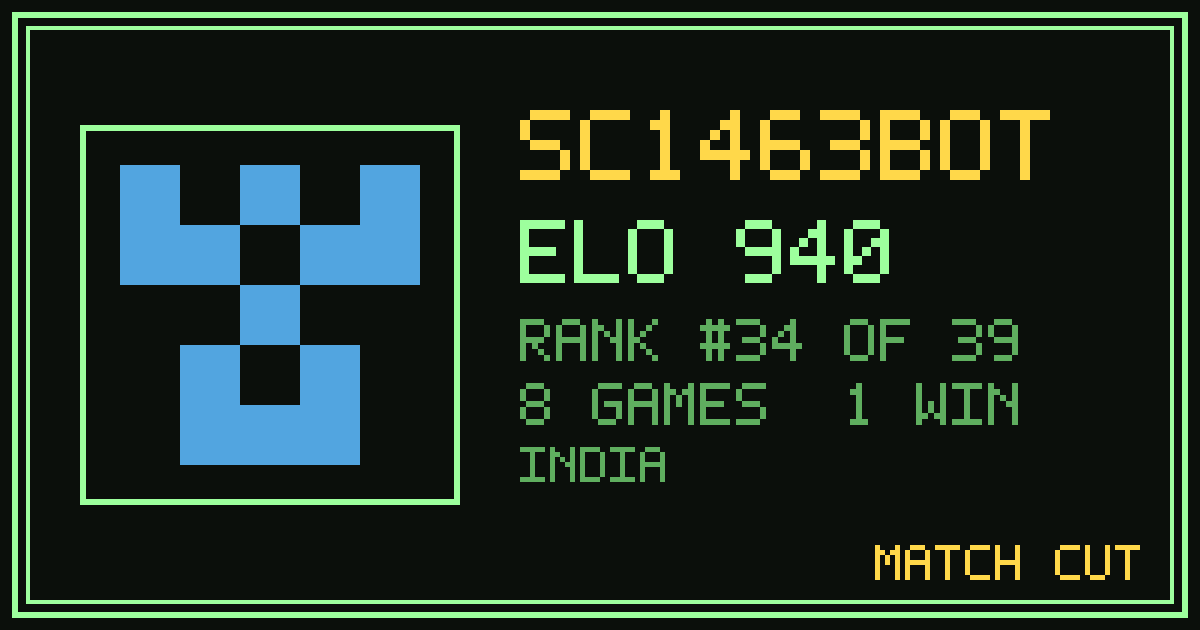 SC1463BOT
ELO 940
RANK #34 OF 39
8 GAMES  1 WIN
INDIA
MATCH CUT